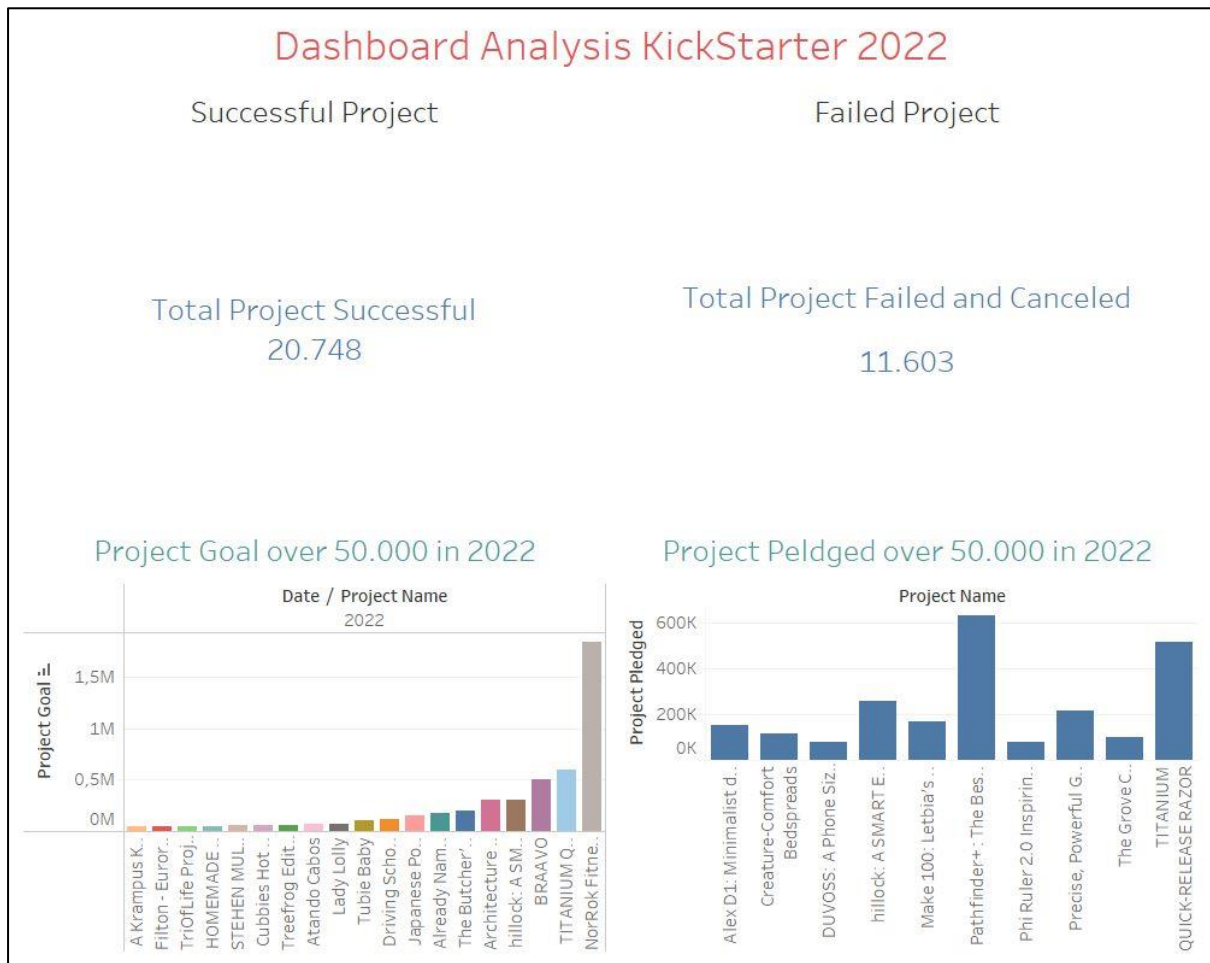 Dashboard Analysis KickStarter 2022
Successful Project
Failed Project
Total Project Successful
20.748
Total Project Failed and Canceled
11.603
Project Goal over 50.000 in 2022
Date / Project Name
2022
Project Goal
1,5M
1M
0,5M
0M
A Krampus K..
Filton - Euror..
TriOfLife Proj..
HOMEMADE ..
STEHEN MUL..
Cubbies Hot ..
Treefrog Edit..
Atando Cabos
Lady Lolly
Tubie Baby
Driving Scho..
Japanese Po..
Already Nam..
The Butcher'..
Architecture ..
hillock: A SM..
BRAAVO
TITANIUM Q..
NorRok Fitne..
Project Peldged over 50.000 in 2022
Project Name
Project Pledged
600K
400K
200K
0K
Alex D1: Minimalist d..
Creature-Comfort
Bedspreads
DUVOSS: A Phone Siz..
hillock: A SMART E..
Make 100: Letbia's ..
Pathfinder+ : The Bes..
Phi Ruler 2.0 Inspirin..
Precise, Powerful G..
The Grove C..
TITANIUM
QUICK-RELEASE RAZOR